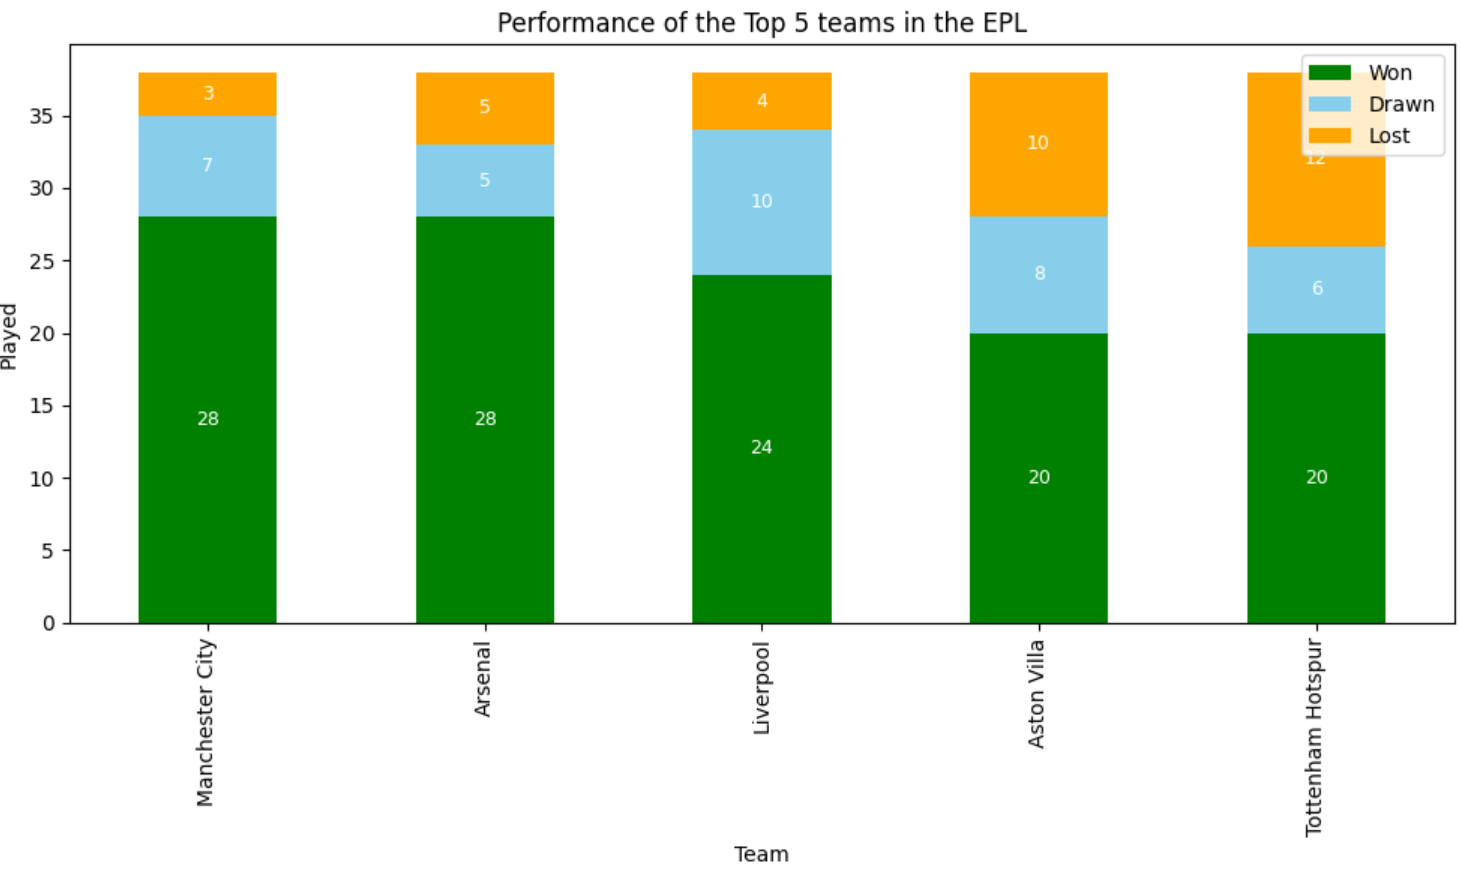 Performance of the Top 5 teams in the EPL
Won
Drawn
Lost
Played
35
30
25
20
15
10
5
0
3
5
4
10
12
7
5
10
8
6
28
28
24
20
20
Manchester City
Arsenal
Liverpool
Aston Villa
Tottenham Hotspur
Team